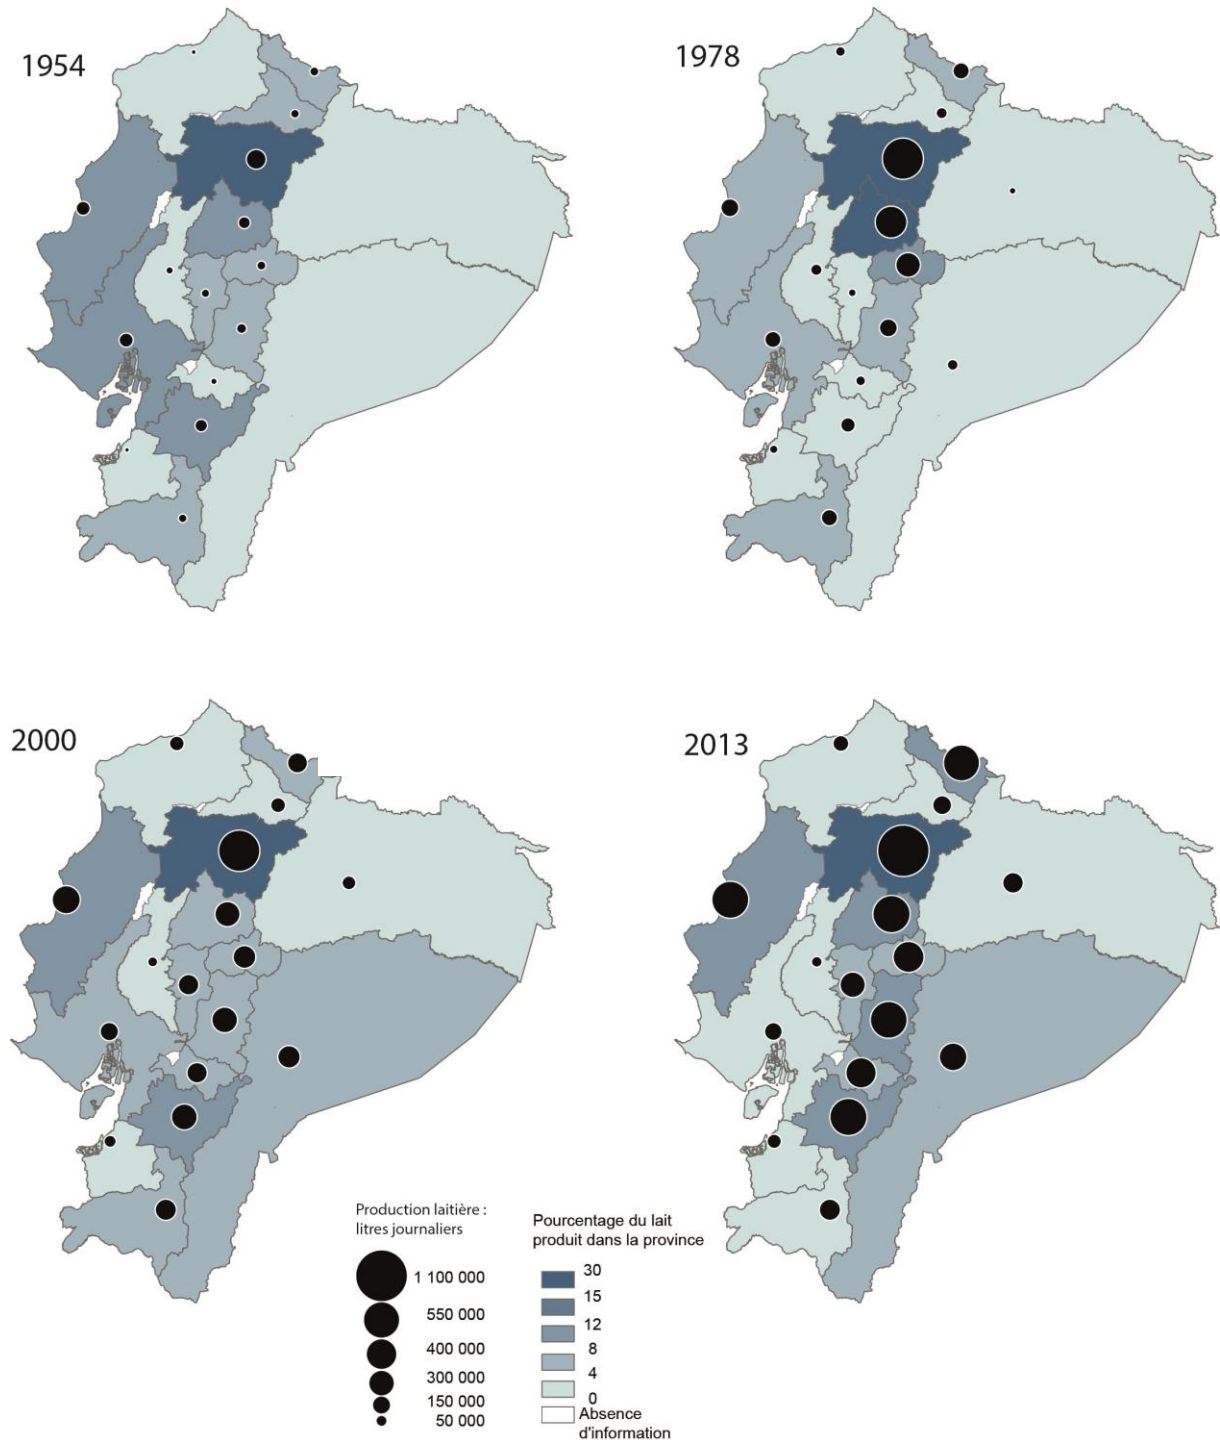 1954
1978
2000
2013
Production laitière :
litres journaliers
1 100 000
550 000
400 000
300 000
150 000
50 000
Pourcentage du lait
produit dans la province
30
15
12
8
4
0
Absence
d'information